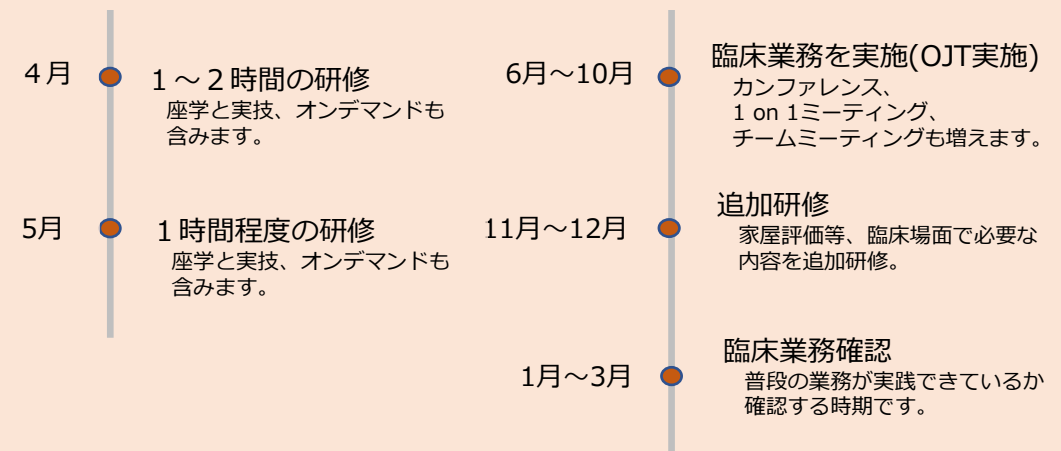 ４月
１～２時間の研修
座学と実技、オンデマンドも
含みます。
5月
１時間程度の研修
座学と実技、オンデマンドも
含みます。
6月～10月
臨床業務を実施(OJT実施)
カンファレンス、
1 on 1ミーティング、
チームミーティングも増えます。
11月～12月
追加研修
家屋評価等、臨床場面で必要な
内容を追加研修。
1月～3月
臨床業務確認
普段の業務が実践できているか
確認する時期です。